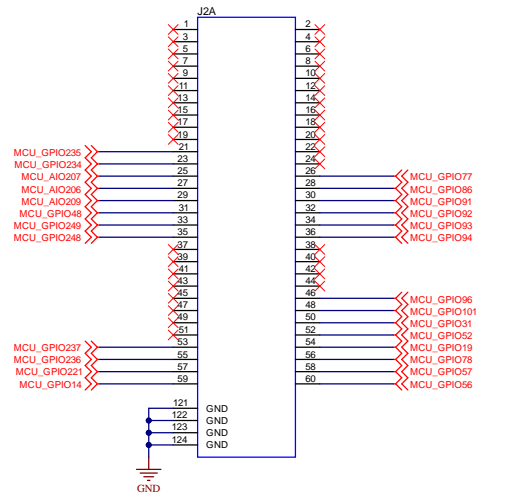 J2A
1 2
3 4
5 6
7 8
9 10
11 12
13 14
15 16
17 18
19 20
MCU_GPIO235 21 22
MCU_GPIO234 23 24
MCU_AIO207 25 26 MCU_GPIO77
MCU_AIO206 27 28 MCU_GPIO86
MCU_AIO209 29 30 MCU_GPIO91
MCU_GPIO48 31 32 MCU_GPIO92
MCU_GPIO249 33 34 MCU_GPIO93
MCU_GPIO248 35 36 MCU_GPIO94
37 38
39 40
41 42
43 44
45 46 MCU_GPIO96
47 48 MCU_GPIO101
49 50 MCU_GPIO31
51 52 MCU_GPIO52
MCU_GPIO237 53 54 MCU_GPIO19
MCU_GPIO236 55 56 MCU_GPIO78
MCU_GPIO221 57 58 MCU_GPIO57
MCU_GPIO14 59 60 MCU_GPIO56
121 GND
122 GND
123 GND
124 GND
GND